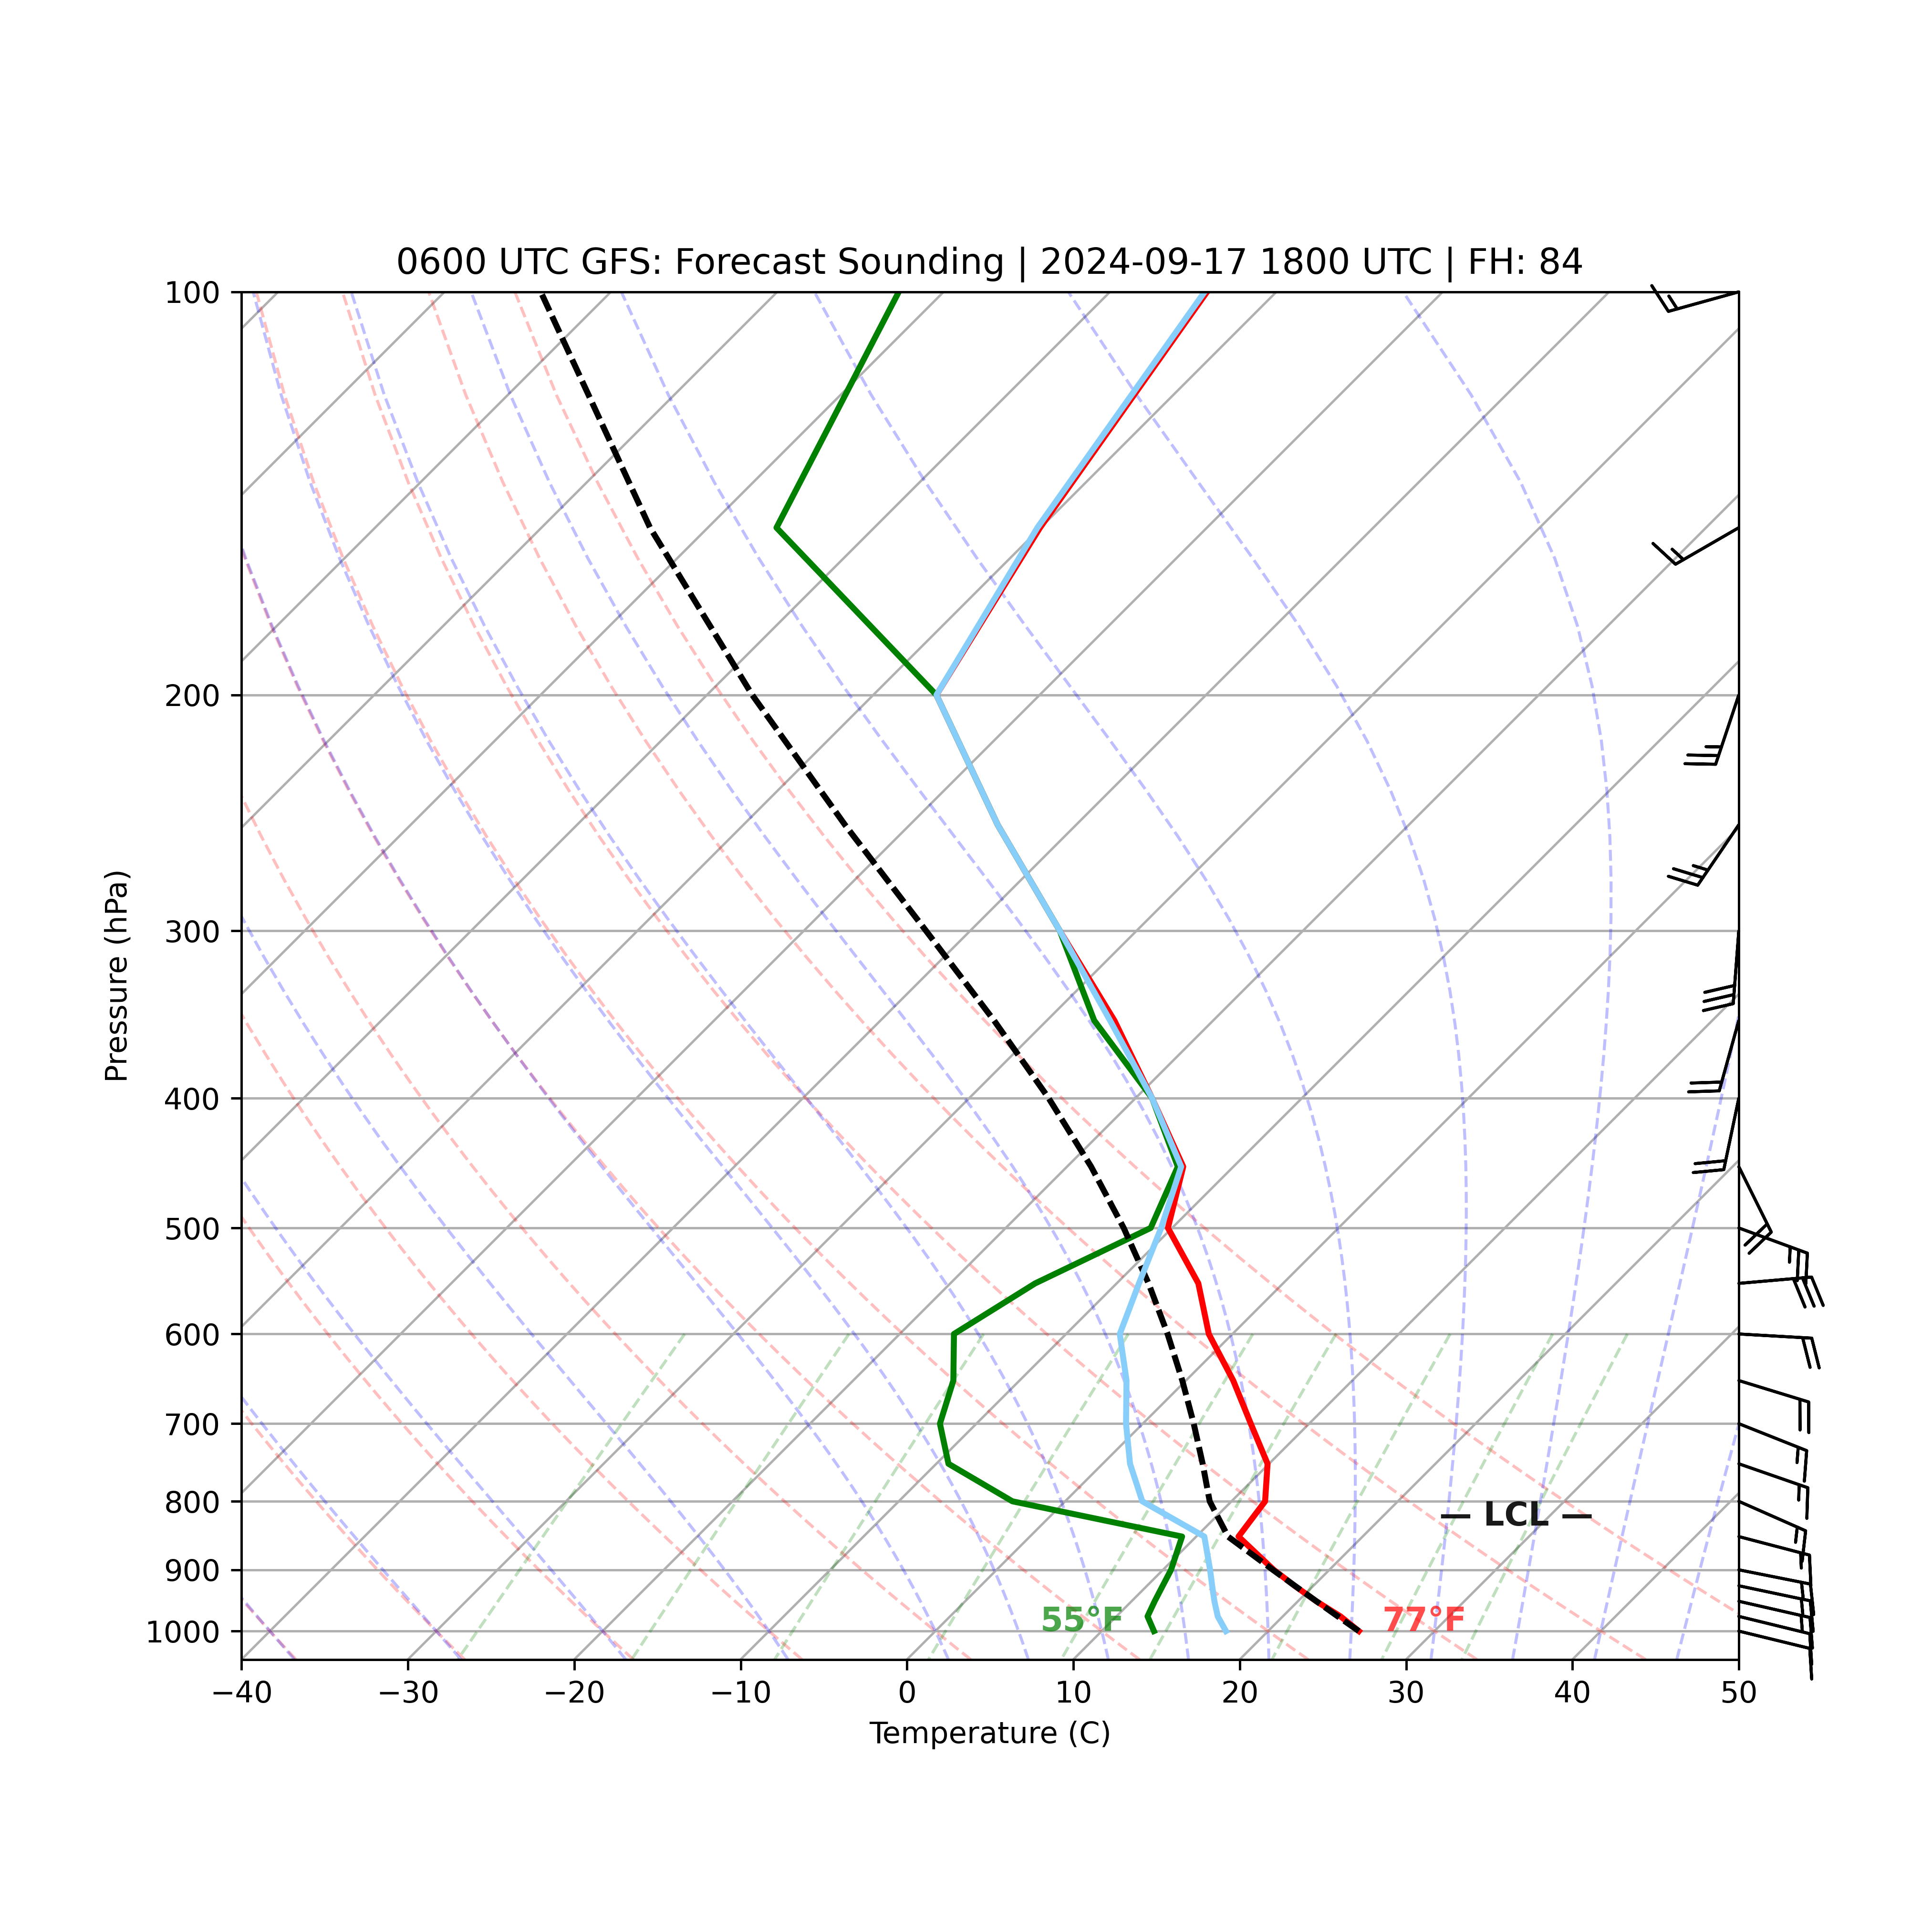 0600 UTC GFS: Forecast Sounding | 2024-09-17 1800 UTC | FH: 84
100
200
300
400
500
600
700
800
900
1000
Pressure (hPa)
— LCL —
55°F
77°F
−40 −30 −20 −10 0 10 20 30 40 50
Temperature (C)